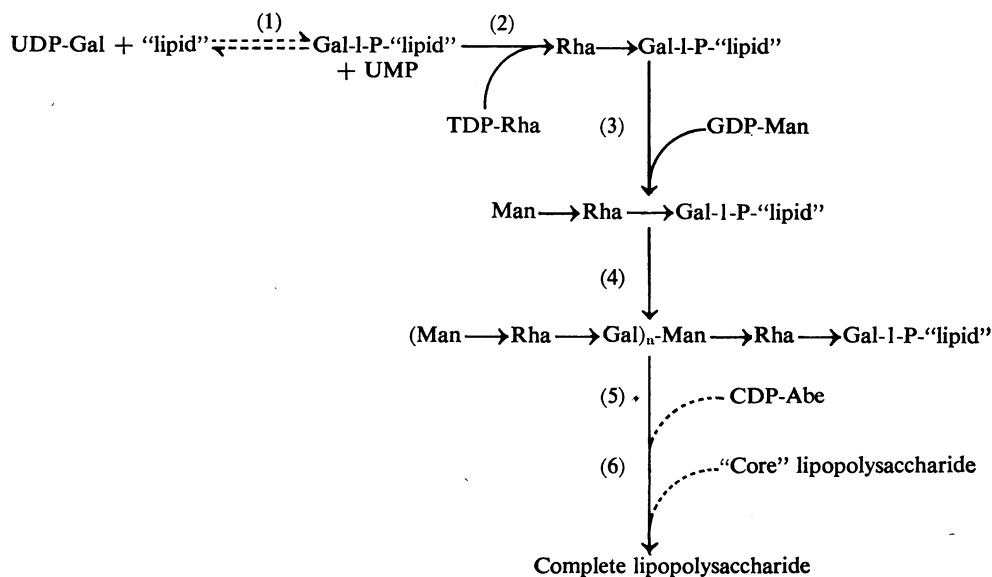 (1)
(2)
UDP-Gal + “lipid” Gal-1-P-“lipid” Rha Gal-1-P-“lipid”
+ UMP
TDP-Rha
(3)
GDP-Man
Man Rha Gal-1-P-“lipid”
(4)
(Man Rha Gal)n-Man Rha Gal-1-P-“lipid”
(5)
CDP-Abe
(6)
“Core” lipopolysaccharide
Complete lipopolysaccharide